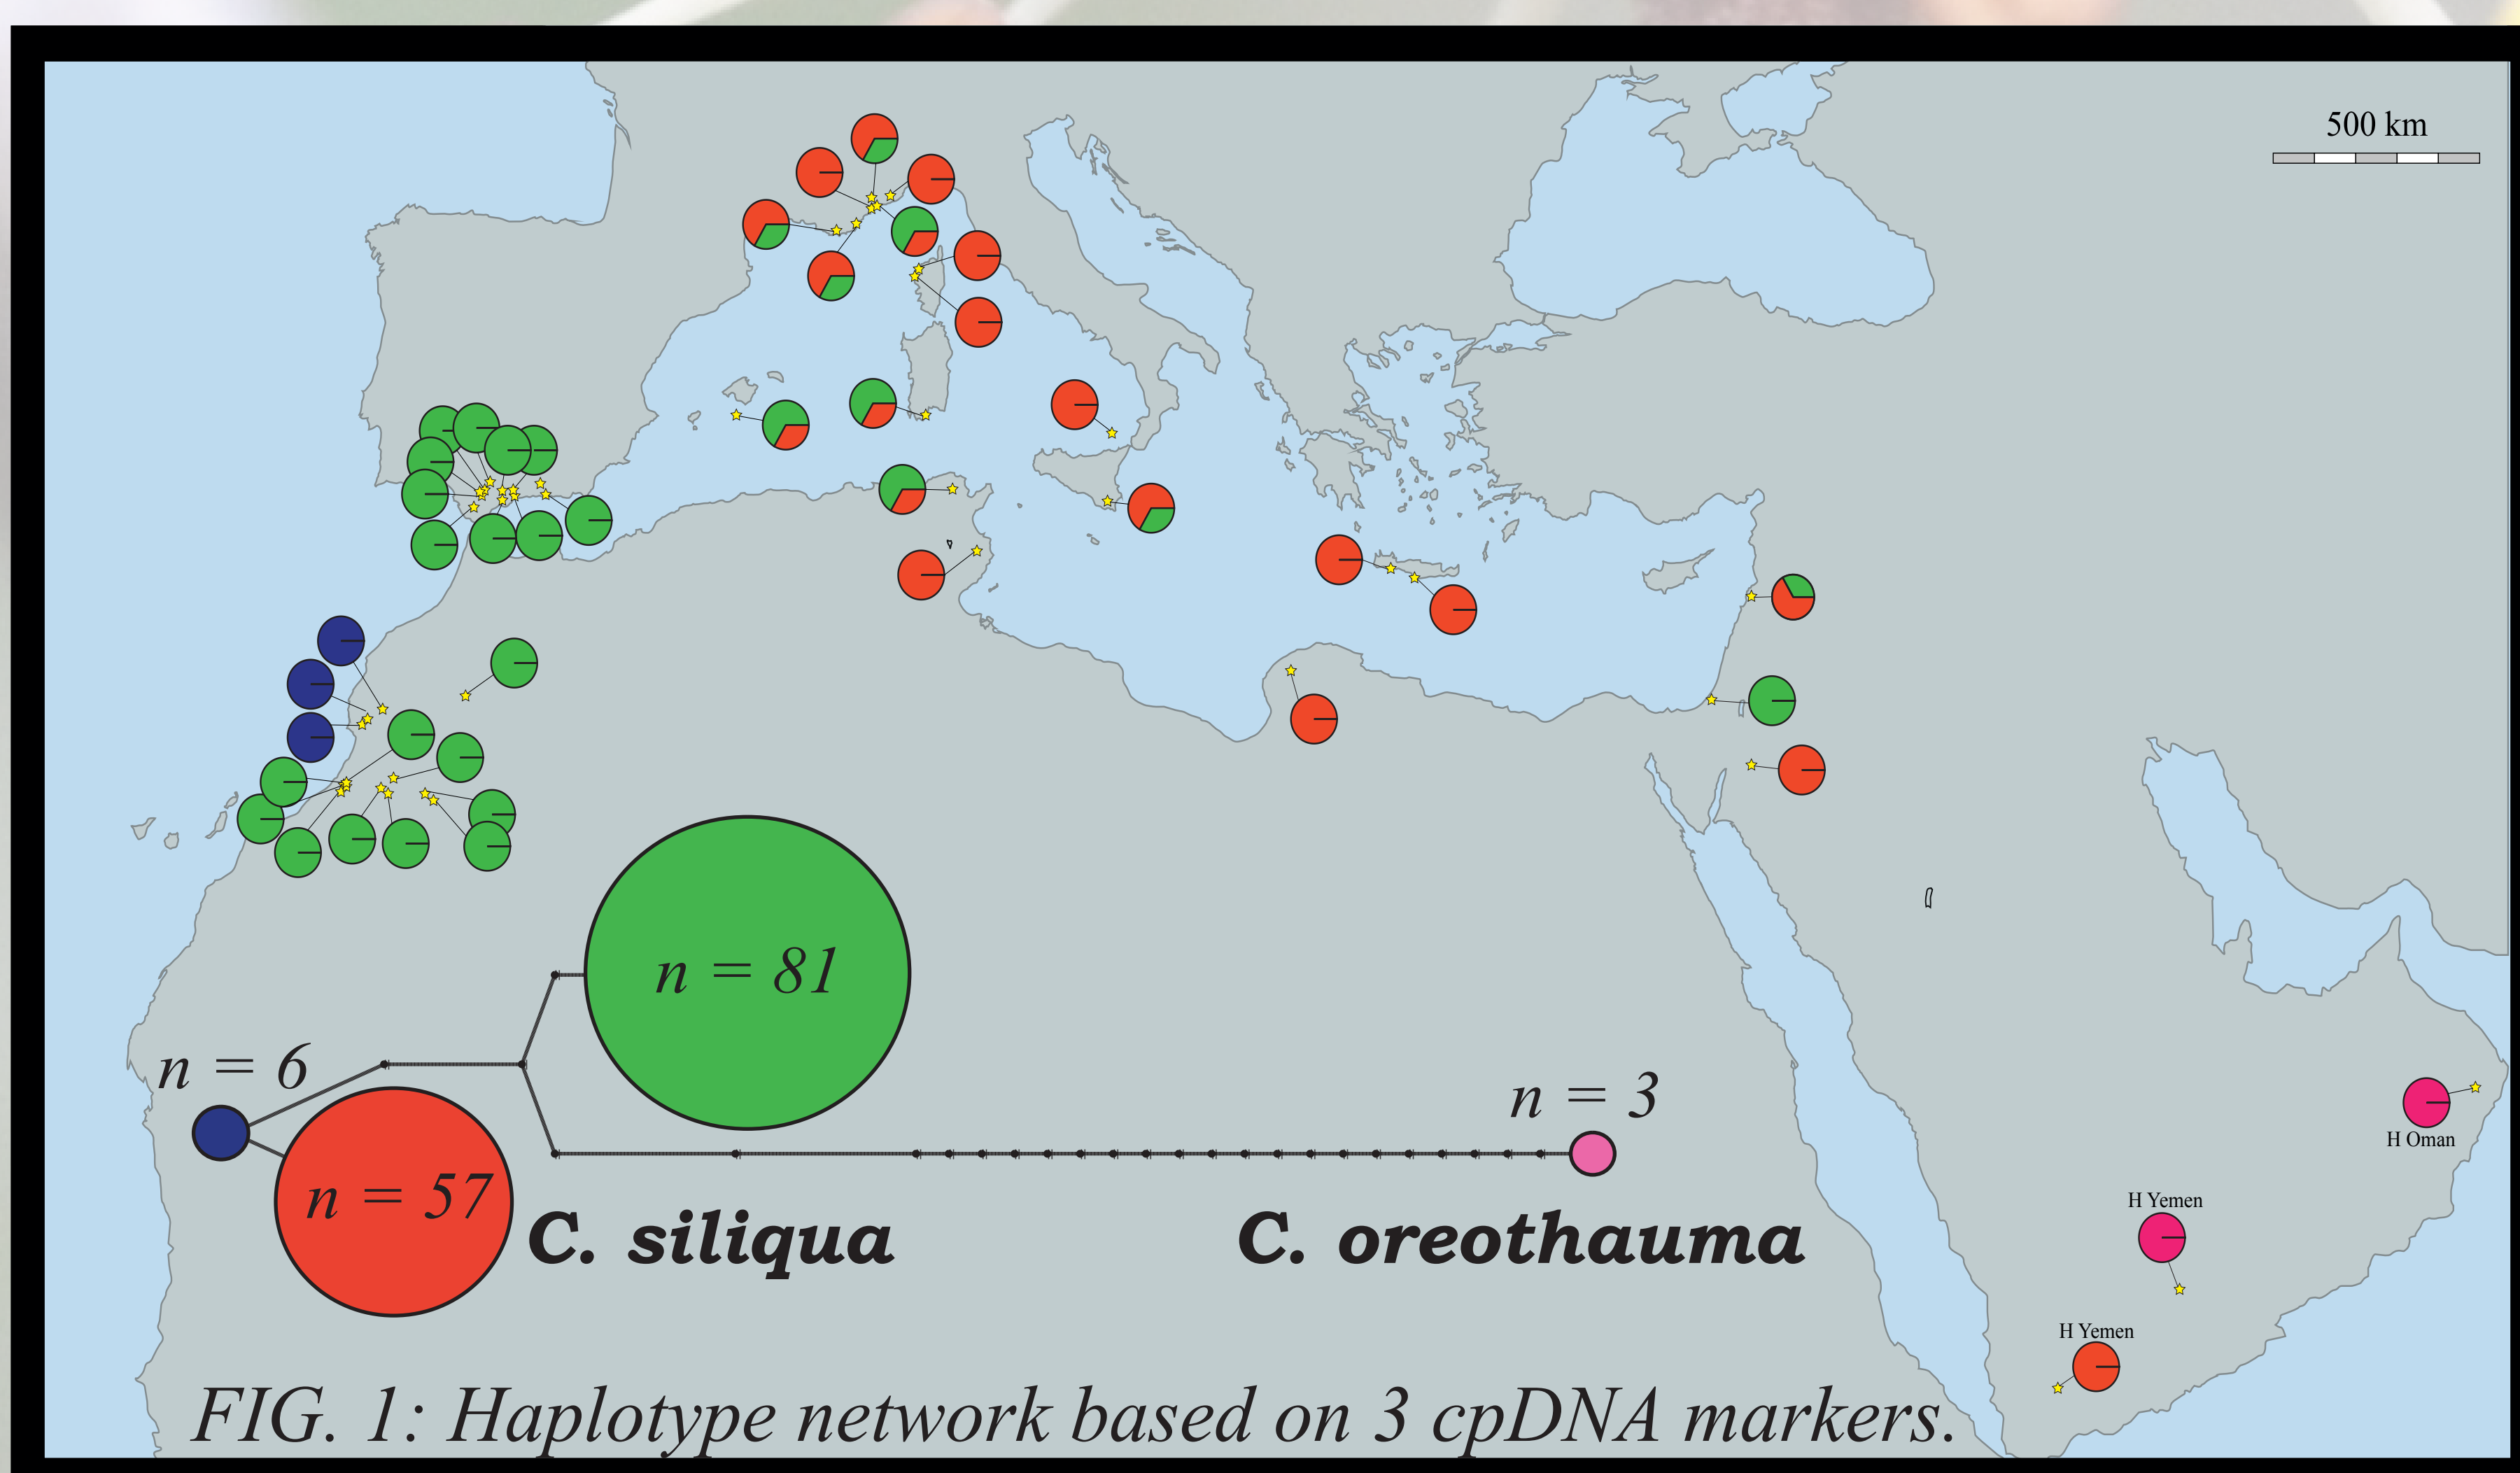 500 km
n = 81
n = 6
n = 3
n = 57
C. siliqua
C. oreothauma
H Oman
H Yemen
H Yemen
FIG. 1: Haplotype network based on 3 cpDNA markers.